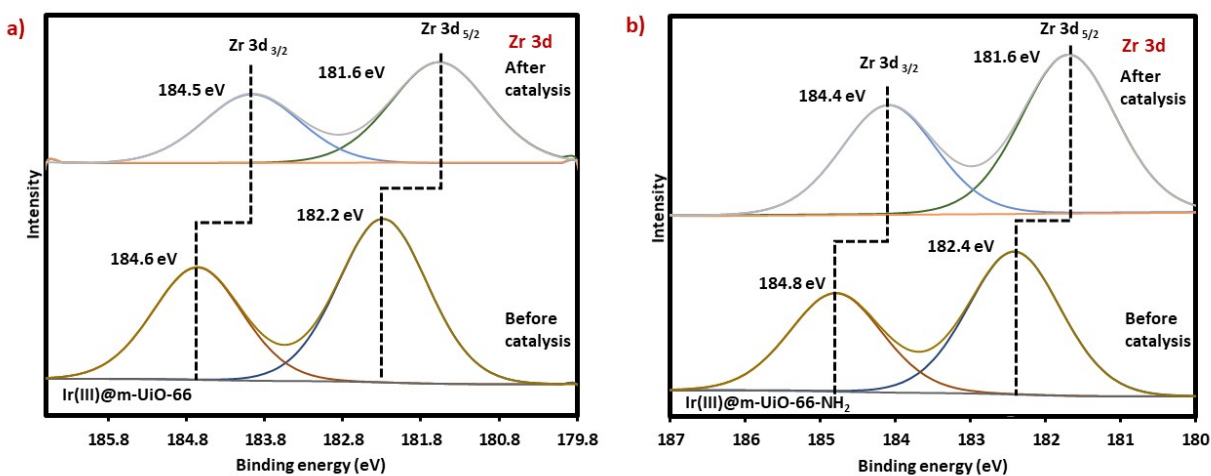 a)
Zr 3d 3/2
Zr 3d 5/2
Zr 3d
After
catalysis
184.5 eV
181.6 eV
182.2 eV
184.6 eV
Before
catalysis
Ir(III)@m-UiO-66
Intensity
185.8 184.8 183.8 182.8 181.8 180.8 179.8
Binding energy (eV)
b)
Zr 3d 3/2
Zr 3d 5/2
Zr 3d
After
catalysis
184.4 eV
181.6 eV
182.4 eV
184.8 eV
Before
catalysis
Ir(III)@m-UiO-66-NH2
Intensity
187 186 185 184 183 182 181 180
Binding energy (eV)